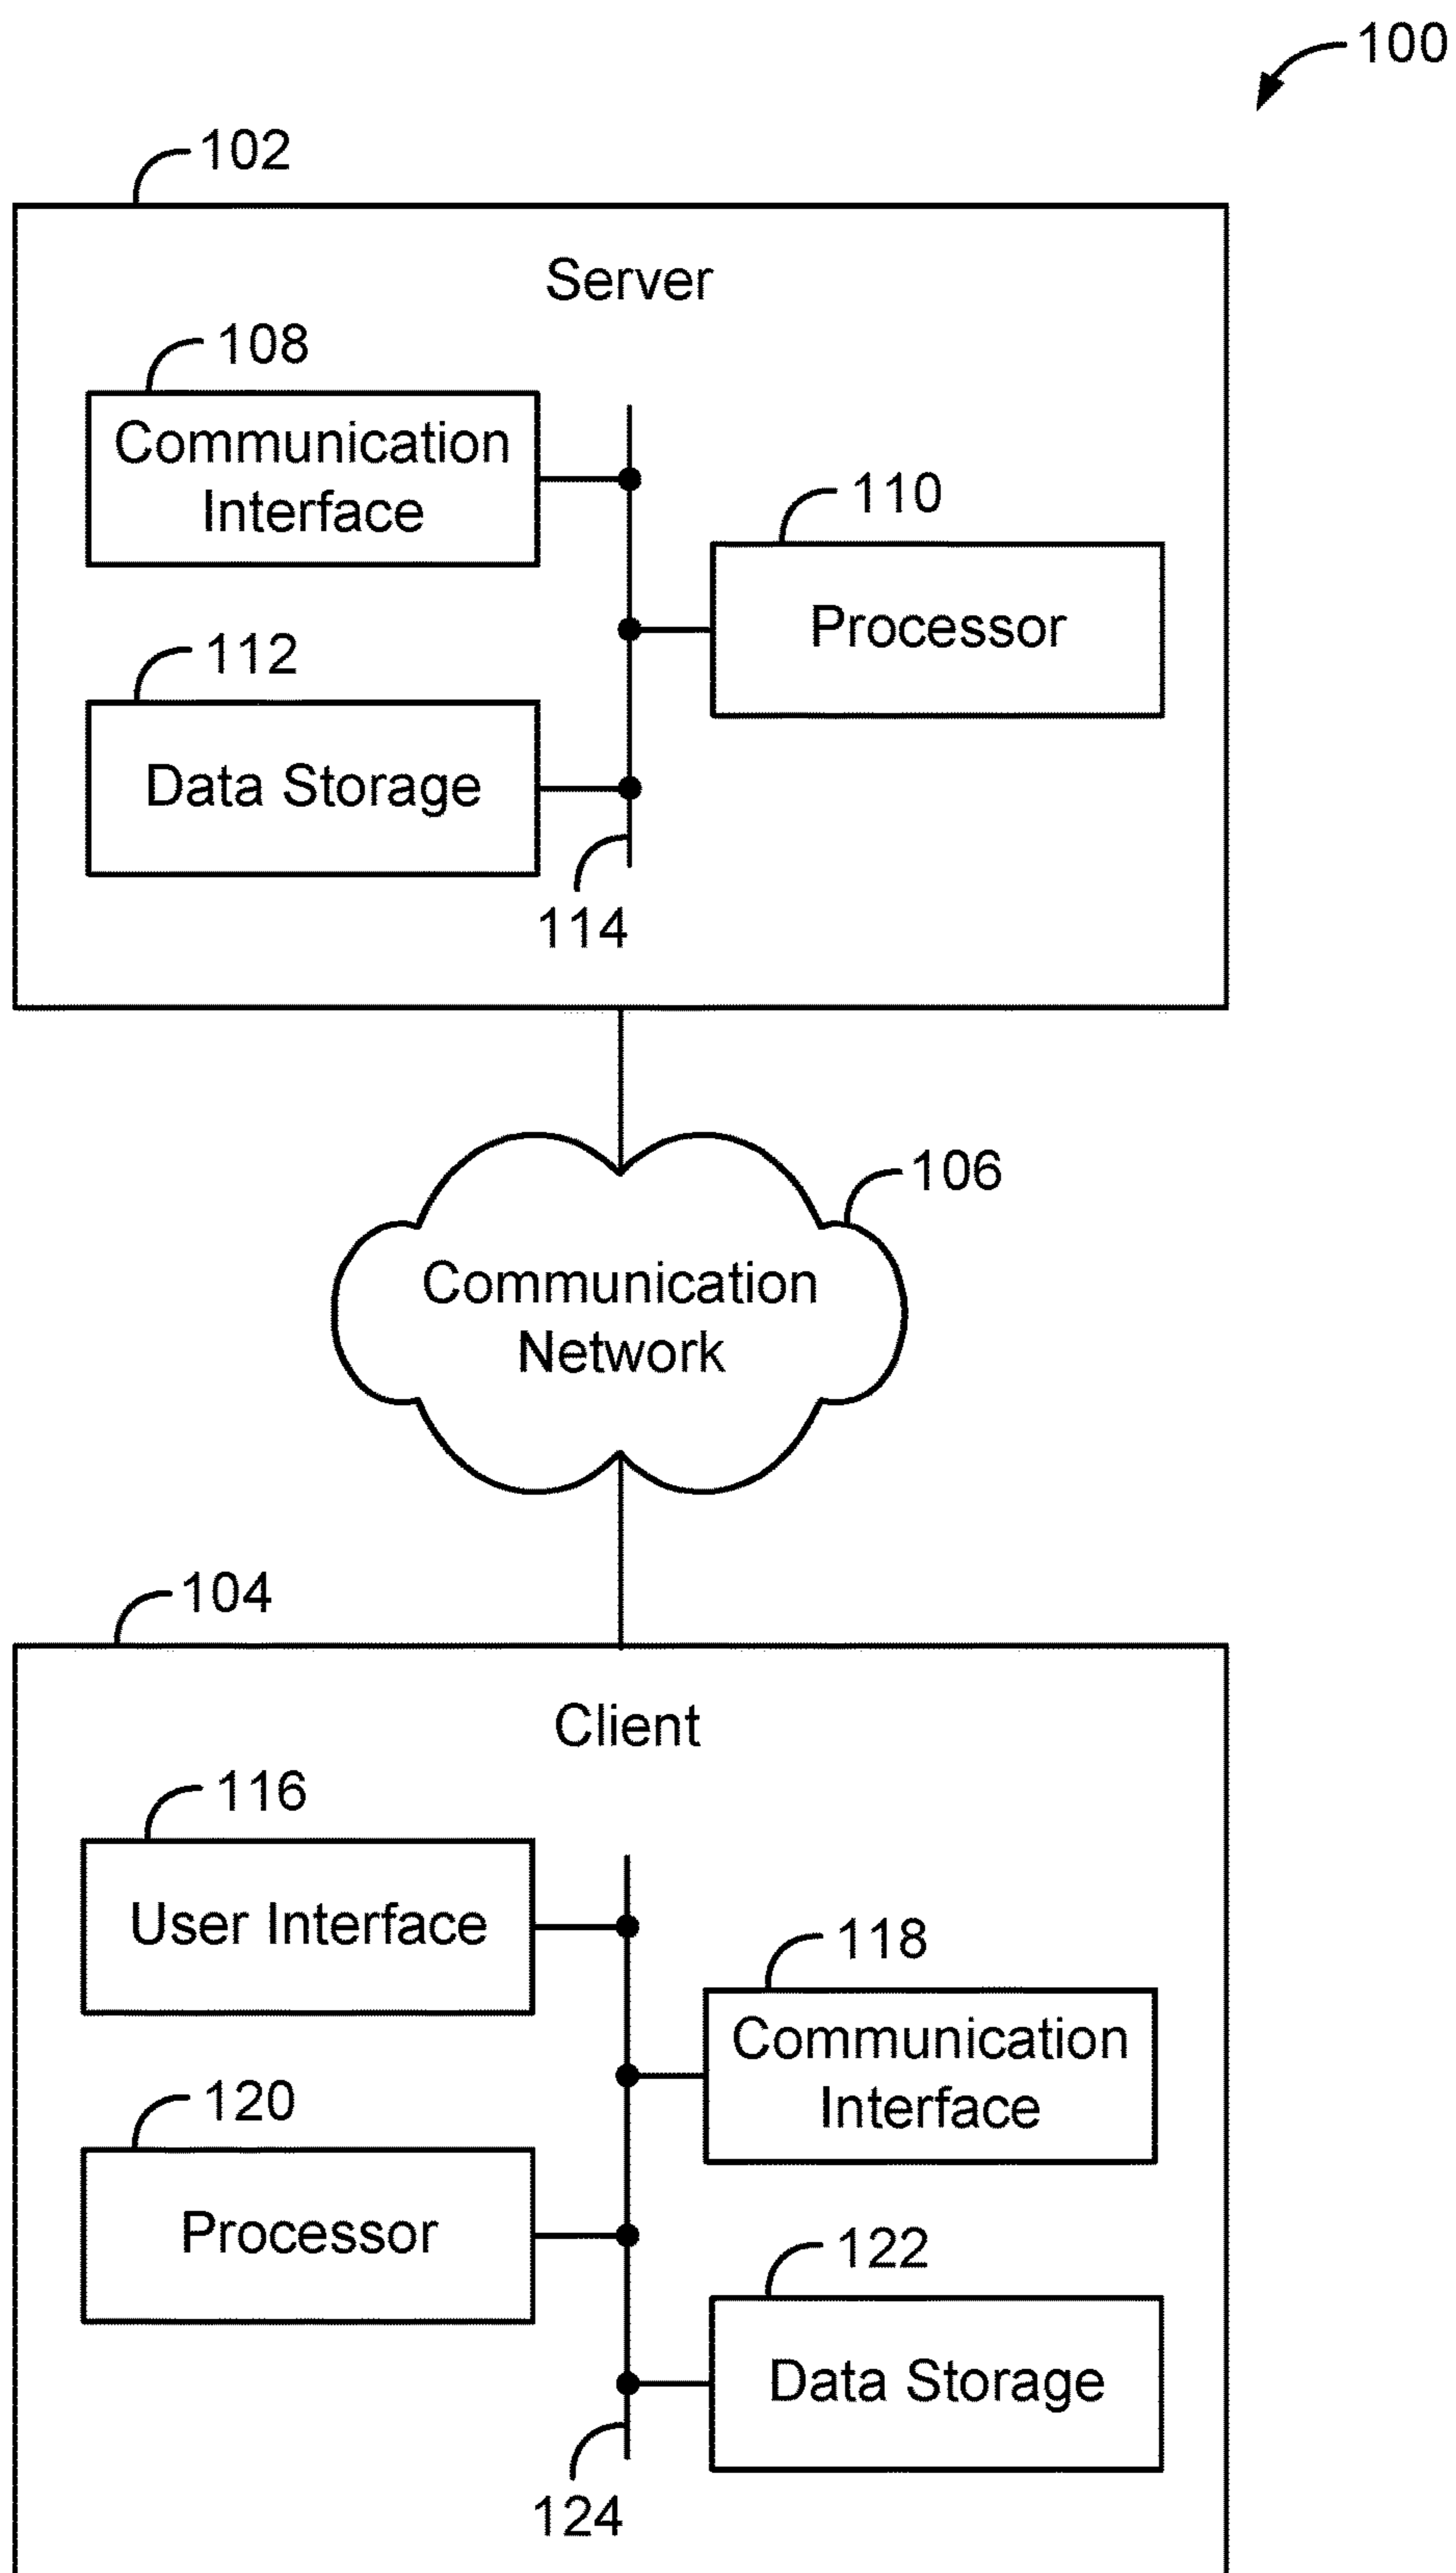 100
102
Server
108
Communication
Interface
110
Processor
112
Data Storage
114
106
Communication
Network
104
Client
116
User Interface
118
Communication
Interface
120
Processor
122
Data Storage
124